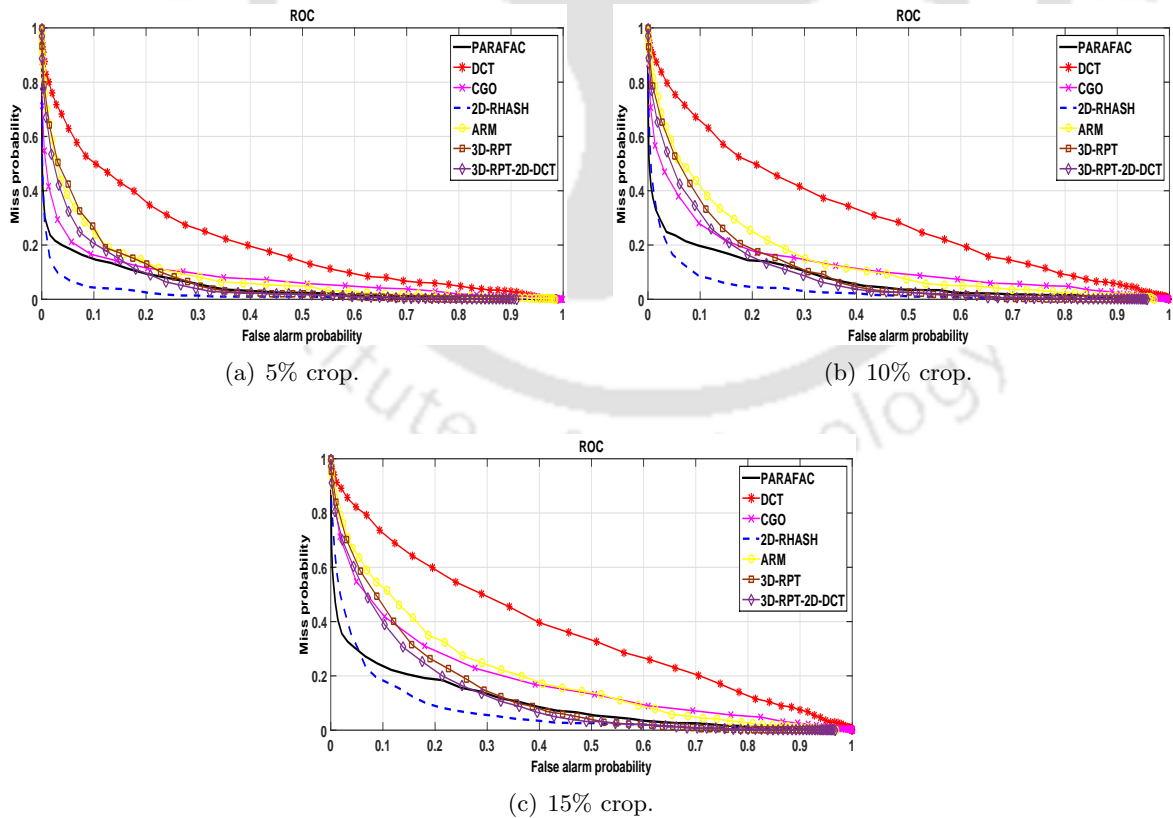 ROC
Miss probability
1
0.8
0.6
0.4
0.2
0
PARAFAC
DCT
CGO
2D-RHASH
ARM
3D-RPT
3D-RPT-2D-DCT
0 0.1 0.2 0.3 0.4 0.5 0.6 0.7 0.8 0.9 1
False alarm probability
(a) 5% crop.
ROC
Miss probability
1
0.8
0.6
0.4
0.2
0
PARAFAC
DCT
CGO
2D-RHASH
ARM
3D-RPT
3D-RPT-2D-DCT
0 0.1 0.2 0.3 0.4 0.5 0.6 0.7 0.8 0.9 1
False alarm probability
(b) 10% crop.
ROC
Miss probability
1
0.8
0.6
0.4
0.2
0
PARAFAC
DCT
CGO
2D-RHASH
ARM
3D-RPT
3D-RPT-2D-DCT
0 0.1 0.2 0.3 0.4 0.5 0.6 0.7 0.8 0.9 1
False alarm probability
(c) 15% crop.